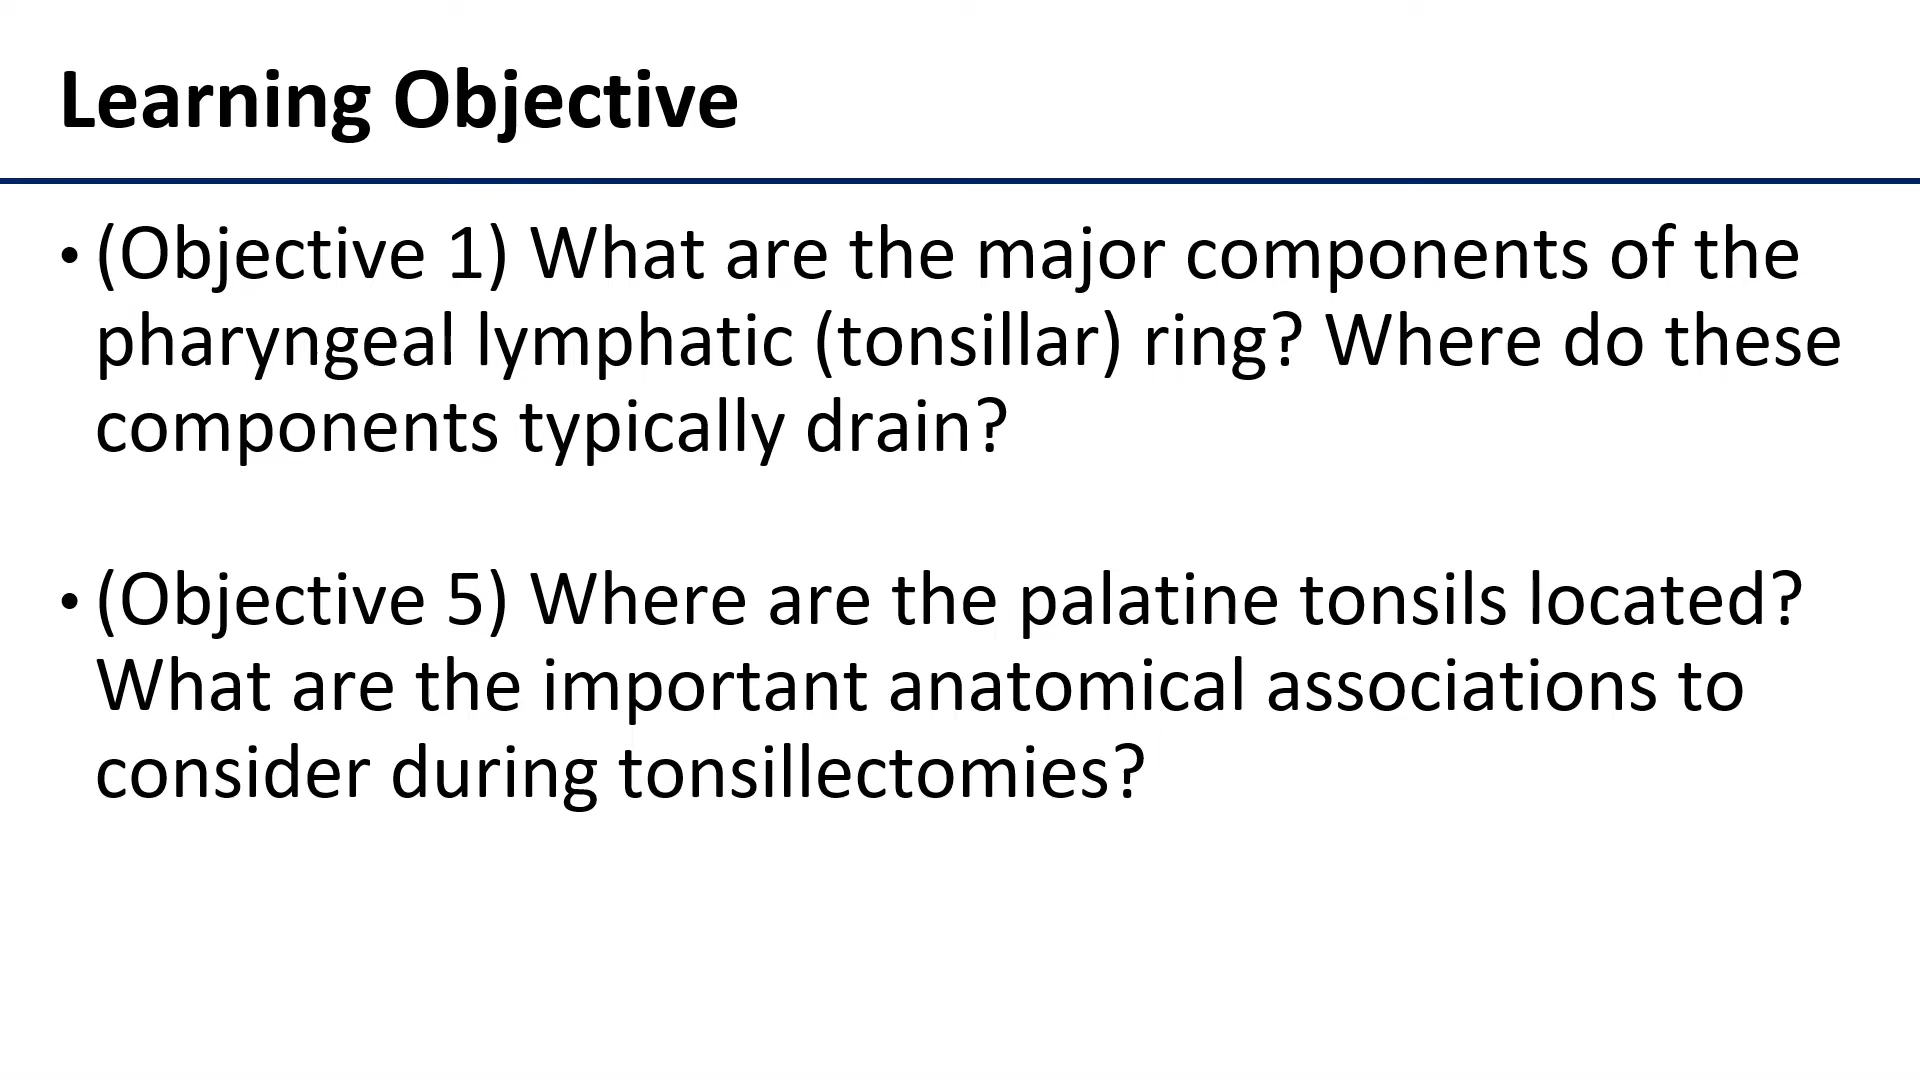 Learning Objective
• (Objective 1) What are the major components of the
pharyngeal lymphatic (tonsillar) ring? Where do these
components typically drain?
• (Objective 5) Where are the palatine tonsils located?
What are the important anatomical associations to
consider during tonsillectomies?